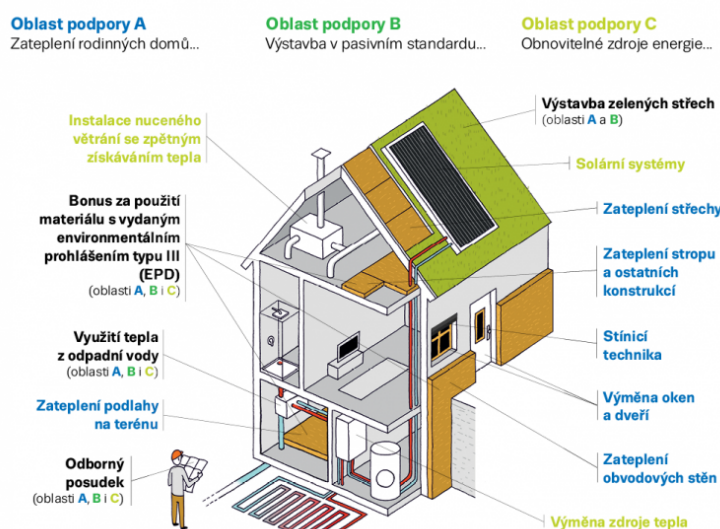 Oblast podpory A
Zateplení rodinných domů...
Oblast podpory B
Výstavba v pasivním standardu...
Oblast podpory C
Obnovitelné zdroje energie...
Instalace nuceného
větrání se zpětným
získáváním tepla
Bonus za použití
materiálu s vydaným
environmentálním
prohlášením typu III
(EPD)
(oblasti A, B i C)
Využití tepla
z odpadní vody
(oblasti A, B i C)
Zateplení podlahy
na terénu
Odborný
posudek
(oblasti A, B i C)
Výstavba zelených střech
(oblasti A a B)
Solární systémy
Zateplení střechy
Zateplení stropu
a ostatních
konstrukcí
Stínicí
technika
Výměna oken
a dveří
Zateplení
obvodových stěn
Výměna zdroje tepla